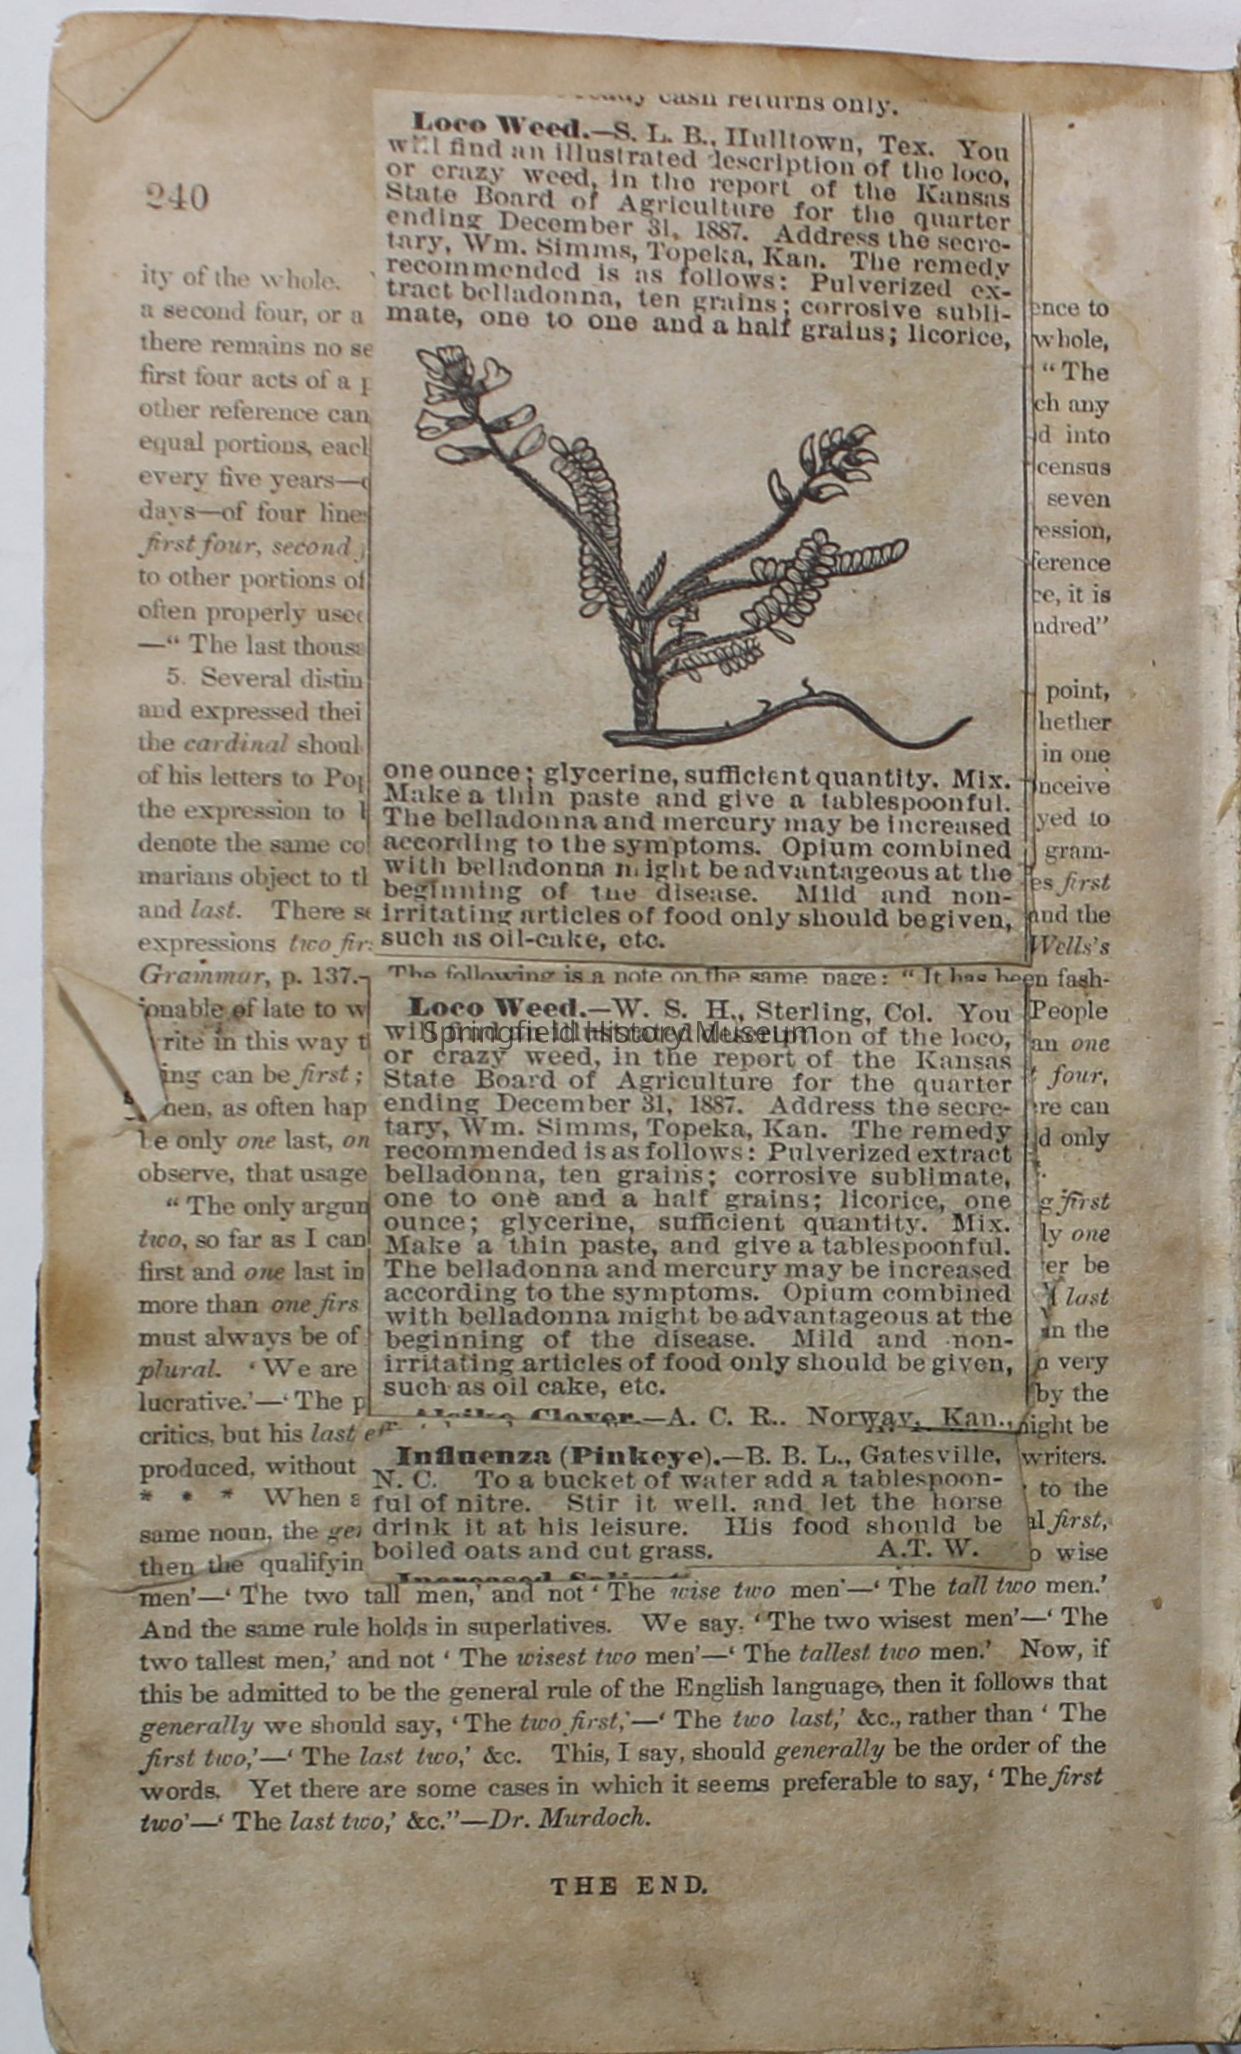 240
cash returns only.
Loco Weed.—S. L. B., Hulltown, Tex. You
will find an illustrated description of the loco,
or crazy weed, in the report of the Kansas
State Board of Agriculture for the quarter
ending December 31, 1887. Address the secre-
tary, Wm. Simms, Topeka, Kan. The remedy
recommended is as follows: Pulverized ex-
tract belladonna, ten grains; corrosive subli-
mate, one to one and a half grains; licorice,
one ounce; glycerine, sufficient quantity. Mix.
Make a thin paste and give a tablespoonful.
The belladonna and mercury may be increased
according to the symptoms. Opium combined
with belladonna might be advantageous at the
beginning of the disease. Mild and non-
irritating articles of food only should be given,
such as oil-cake, etc.
ity of the whole.
a second four, or a
there remains no se
first four acts of a p
other reference can
equal portions, each
every five years—
days—of four lines
first four, second
to other portions of
often properly use
—“ The last thous
5. Several distin
and expressed thei
the cardinal shoul
of his letters to Pop
the expression to
denote the same co
marians object to th
and last. There se
expressions two fir
Grammar, p. 137.—
ionable of late to w
rite in this way t
ing can be first;
hen, as often hap
be only one last, on
observe, that usage
“ The only argum
two, so far as I can
first and one last in
more than one firs
must always be of
plural. ‘ We are
lucrative.’—‘ The p
critics, but his last e
produced, without
* * * When a
same noun, the ge
then the qualifyin
ence to
whole,
“ The
ch any
d into
census
seven
ession,
ference
ce, it is
ndred”
point,
hether
in one
nceive
yed to
gram-
es first
and the
Wells's
The following is a note on the same page: “ It has been fash-
People
an one
four,
re can
d only
g first
ly one
er be
last
in the
n very
by the
might be
writers.
to the
al first,
o wise
Loco Weed.—W. S. H., Sterling, Col. You
will find an illustrated description of the loco,
or crazy weed, in the report of the Kansas
State Board of Agriculture for the quarter
ending December 31, 1887. Address the secre-
tary, Wm. Simms, Topeka, Kan. The remedy
recommended is as follows: Pulverized extract
belladonna, ten grains; corrosive sublimate,
one to one and a half grains; licorice, one
ounce; glycerine, sufficient quantity. Mix.
Make a thin paste, and give a tablespoonful.
The belladonna and mercury may be increased
according to the symptoms. Opium combined
with belladonna might be advantageous at the
beginning of the disease. Mild and non-
irritating articles of food only should be given,
such as oil cake, etc.
Alsike Clover.—A. C. R., Norway, Kan.,
Springfield History Museum
Influenza (Pinkeye).—B. B. L., Gatesville,
N. C. To a bucket of water add a tablespoon-
ful of nitre. Stir it well, and let the horse
drink it at his leisure. His food should be
boiled oats and cut grass. A.T. W.
men’—‘ The two tall men,’ and not ‘ The wise two men’—‘ The tall two men.’
And the same rule holds in superlatives. We say, ‘ The two wisest men’—‘ The
two tallest men,’ and not ‘ The wisest two men’—‘ The tallest two men.’ Now, if
this be admitted to be the general rule of the English language, then it follows that
generally we should say, ‘ The two first,’—‘ The two last,’ &c., rather than ‘ The
first two,’—‘ The last two,’ &c. This, I say, should generally be the order of the
words. Yet there are some cases in which it seems preferable to say, ‘ The first
two’—‘ The last two,’ &c.”—Dr. Murdoch.
THE END.